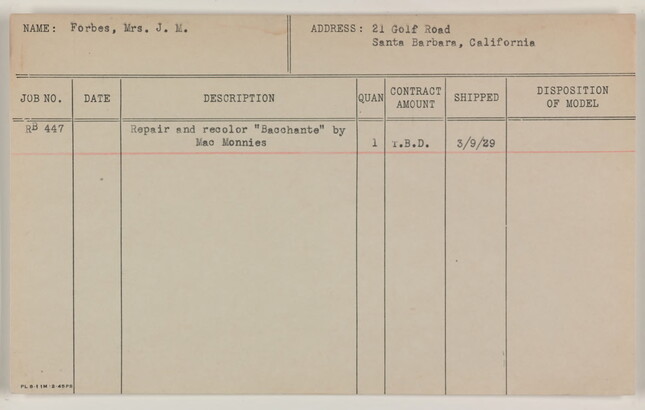 NAME: Forbes, Mrs. J. M.
ADDRESS: 21 Golf Road
Santa Barbara, California
JOB NO. DATE DESCRIPTION QUAN CONTRACT AMOUNT SHIPPED DISPOSITION OF MODEL
RB 447 Repair and recolor "Bacchante" by
Mac Monnies 1 T.B.D. 3/9/29